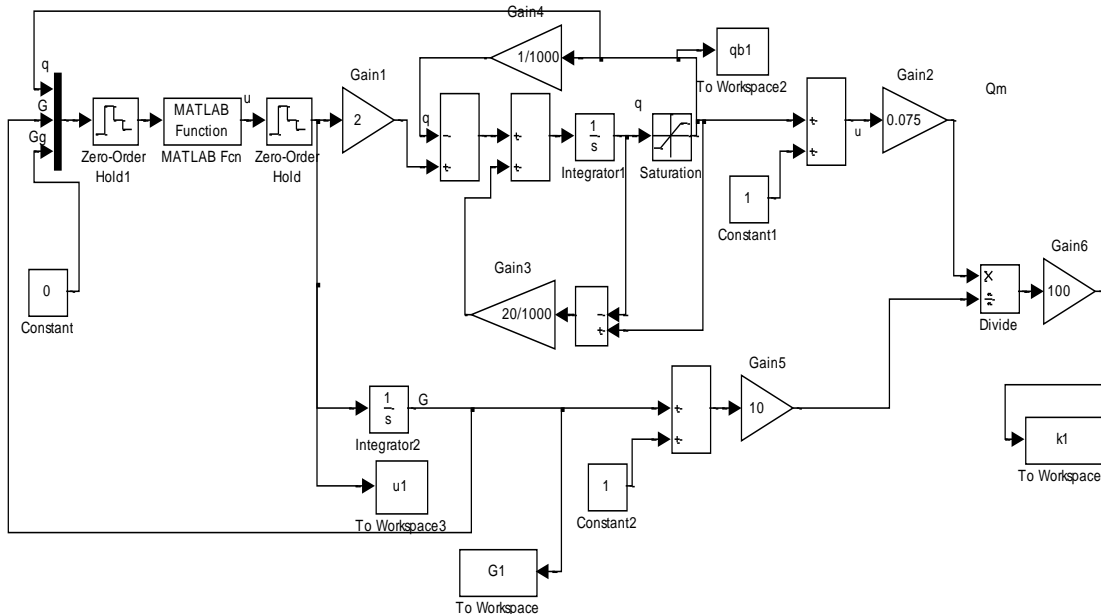 Gain4
q
G
Gg
Zero-Order
Hold1
MATLAB
Function
MATLAB Fcn
u
Zero-Order
Hold
Gain1
2
1/1000
q
-
+
+
+
1
s
Integrator1
q
Saturation
qb1
To Workspace2
+
+
u
Gain2
0.075
Qm
1
Constant1
0
Constant
Gain3
20/1000
-
+
X
÷
Divide
Gain6
100
1
s
Integrator2
G
+
+
Gain5
10
1
Constant2
u1
To Workspace3
G1
To Workspace
k1
To Workspace